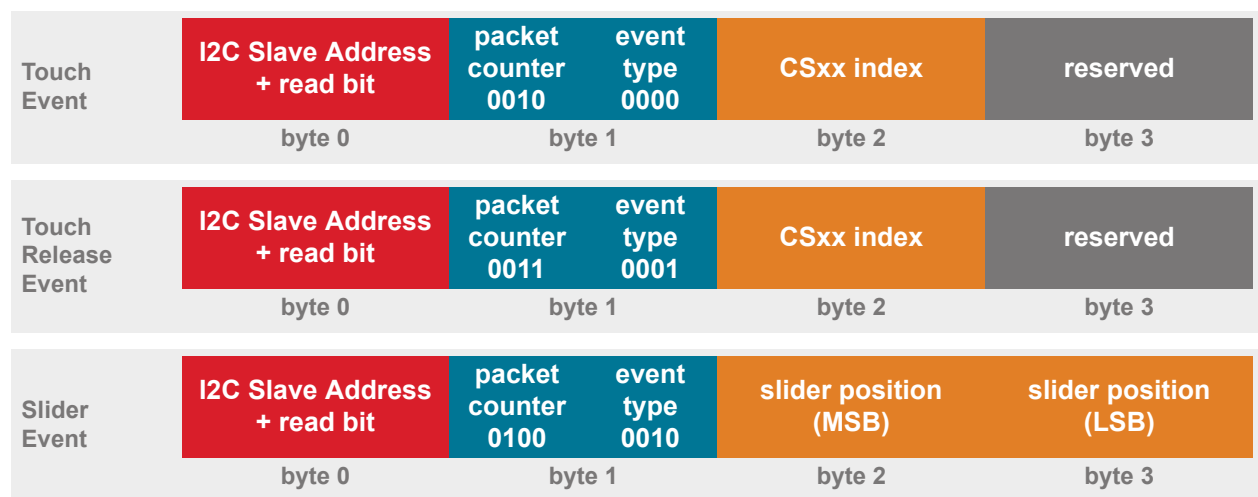 Touch
Event
I2C Slave Address
+ read bit
packet
counter
0010
event
type
0000
CSxx index
reserved
byte 0
byte 1
byte 2
byte 3
Touch
Release
Event
I2C Slave Address
+ read bit
packet
counter
0011
event
type
0001
CSxx index
reserved
byte 0
byte 1
byte 2
byte 3
Slider
Event
I2C Slave Address
+ read bit
packet
counter
0100
event
type
0010
slider position
(MSB)
slider position
(LSB)
byte 0
byte 1
byte 2
byte 3